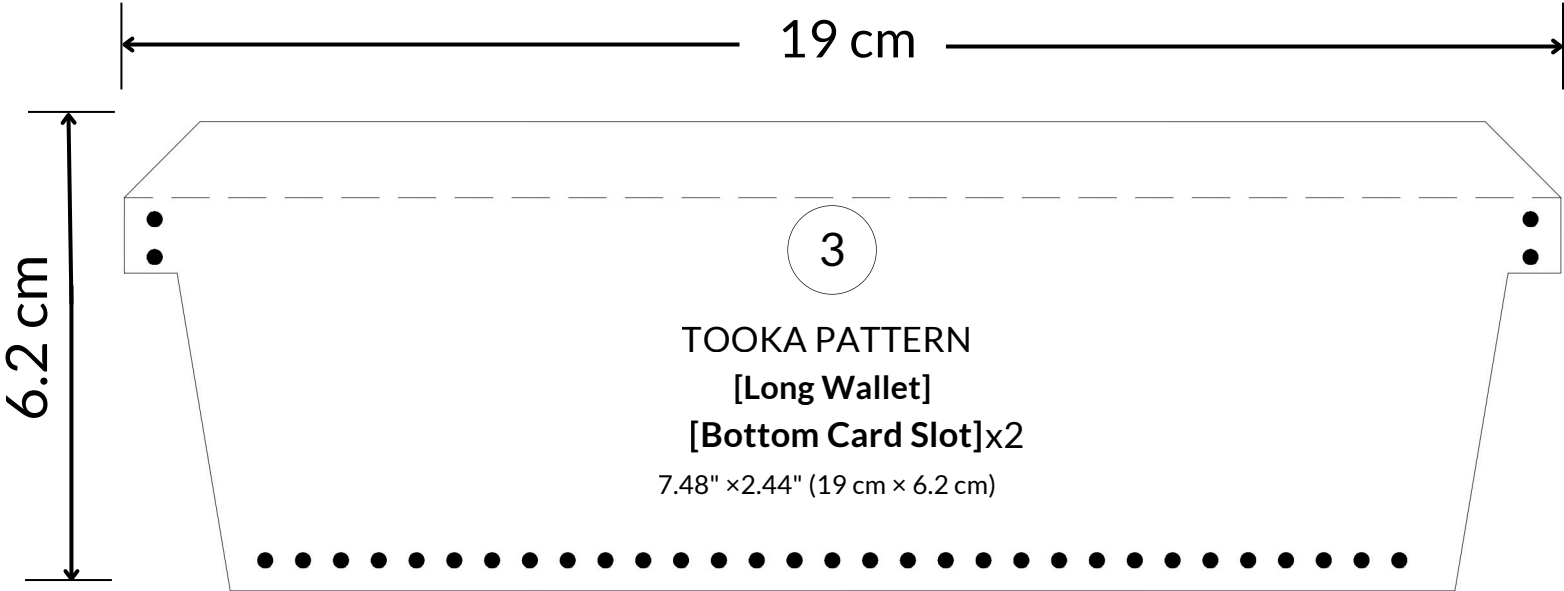 19 cm
6.2 cm
3
TOOKA PATTERN
[Long Wallet]
[Bottom Card Slot]x2
7.48" ×2.44" (19 cm × 6.2 cm)